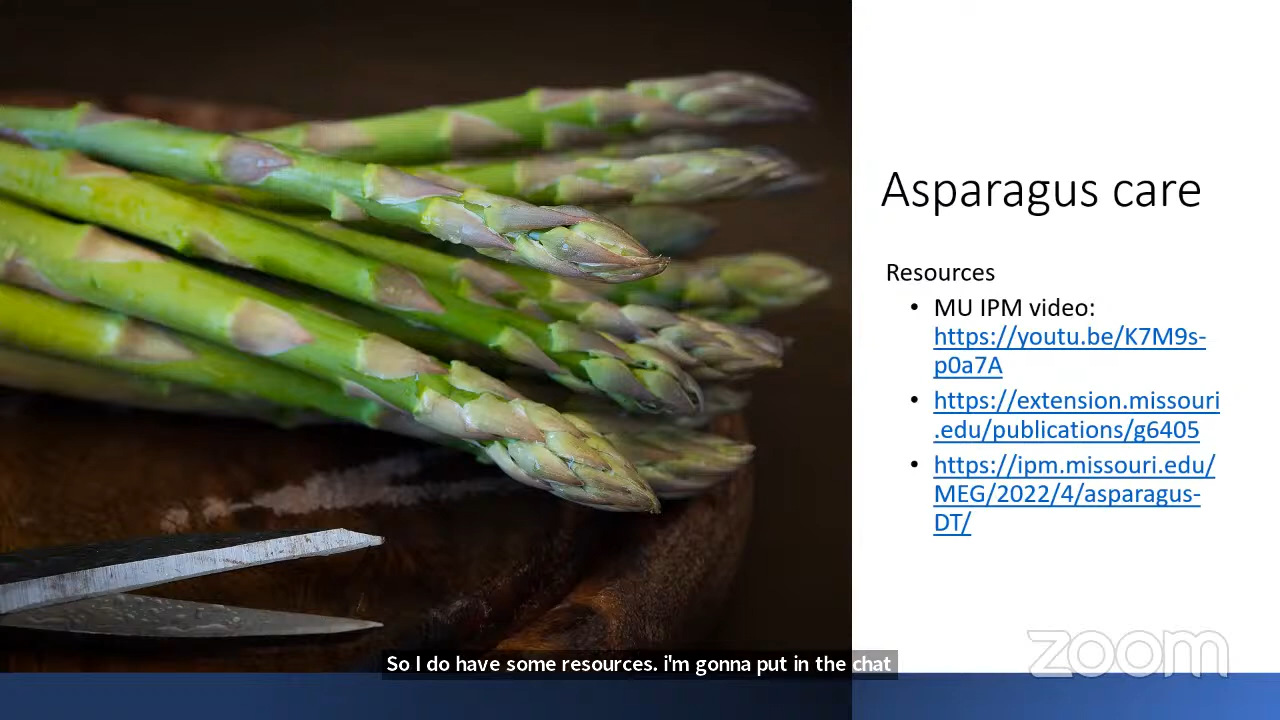 Asparagus care
Resources
• MU IPM video:
https://youtu.be/K7M9s-
p0a7A
• https://extension.missouri
.edu/publications/g6405
• https://ipm.missouri.edu/
MEG/2022/4/asparagus-
DT/
So I do have some resources. i'm gonna put in the chat
zoom